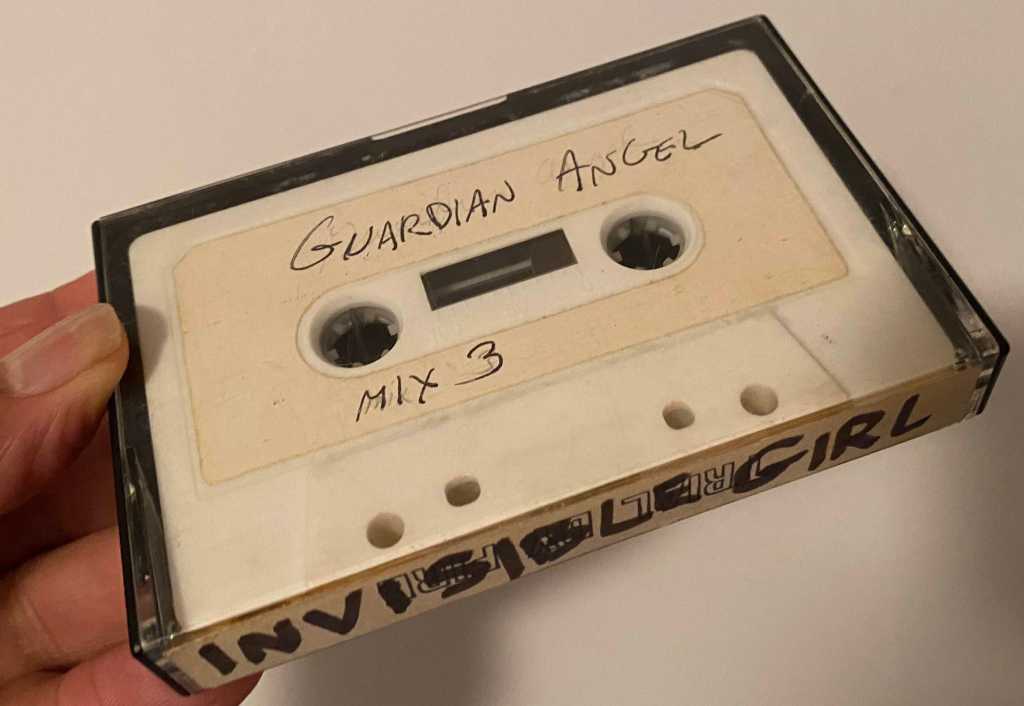 GUARDIAN ANGEL
MIX 3
INVISIBLE GIRL